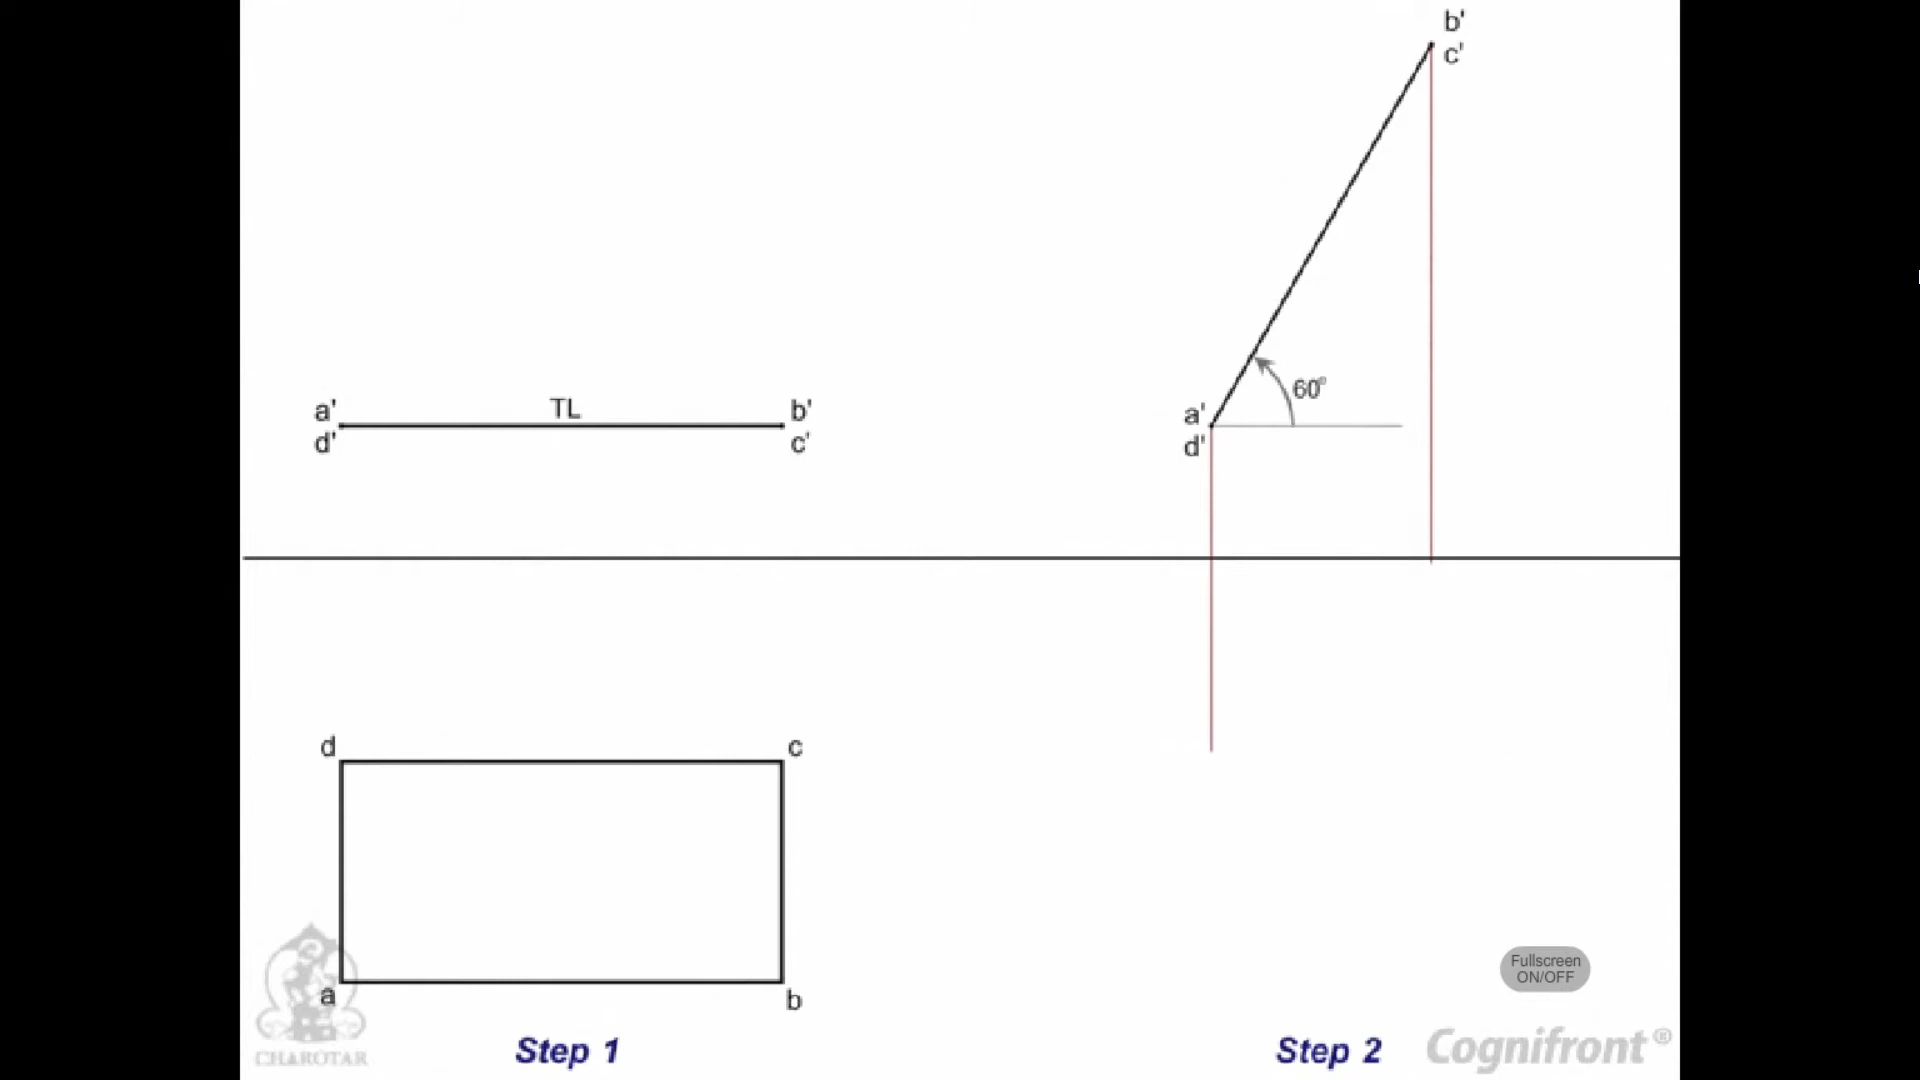 b'
c'
a' TL b'
d' c'
60°
a'
d'
d c
a b
Fullscreen
ON/OFF
CHAROTAR
Step 1
Step 2
Cognifront®